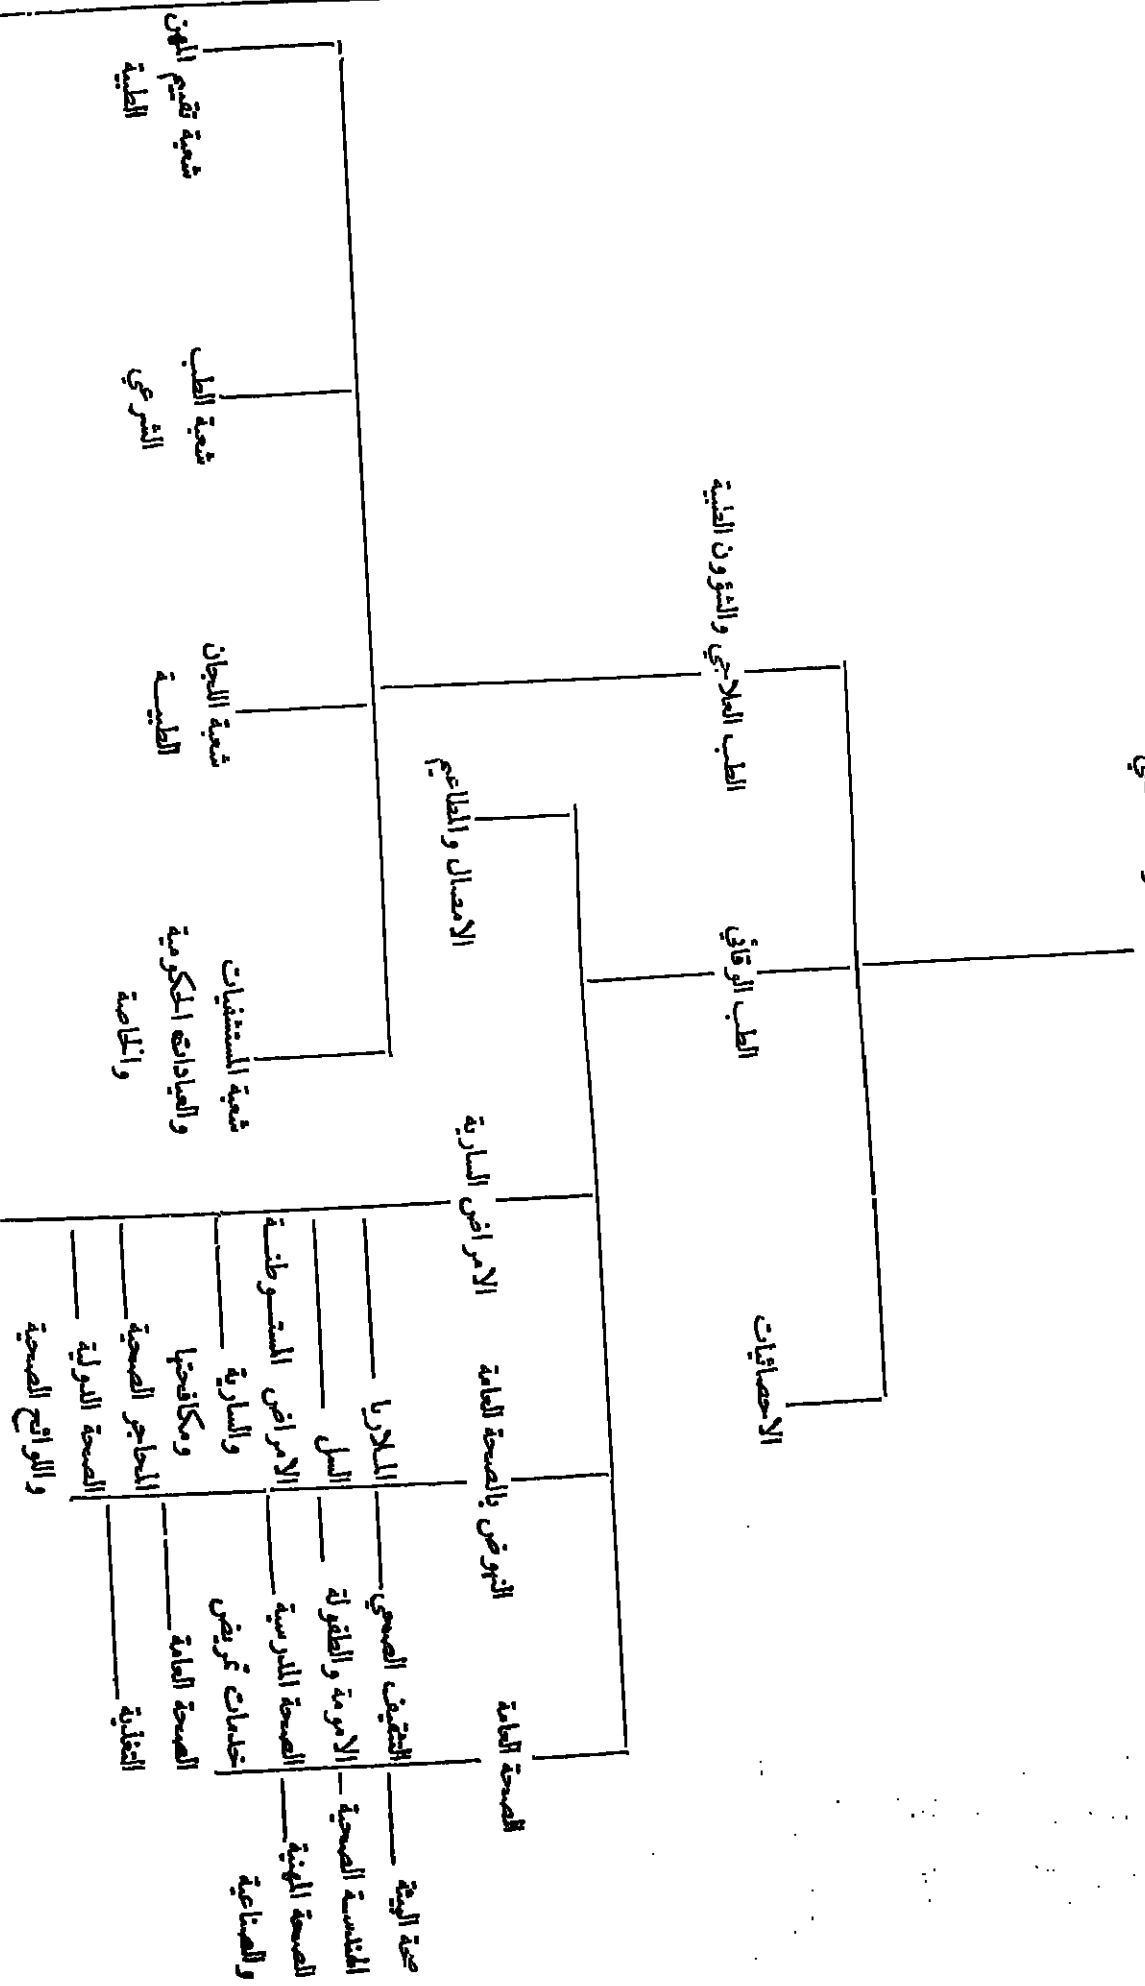 الاحصائيات
الطب الوقائي
الطب العلاجي والشؤون الطبية
الصحة العامة
النهوض بالصحة العامة
الامراض السارية
الامصال والمطاعيم
صحة البيئة
الهندسة الصحية
الصحة المهنية
والصناعية
التثقيف الصحي
الامومة والطفولة
الصحة المدرسية
خدمات تمريض
الصحة العامة
التغذية
الملاريا
السل
الامراض المستوطنة
والسارية
ومكافحتها
المحاجر الصحية
الصحة الدولية
واللوائح الصحية
شعبة المستشفيات
والعيادات الحكومية
والخاصة
شعبة اللجان
الطبية
شعبة الطب
الشرعي
شعبة تقييم المهن
الطبية